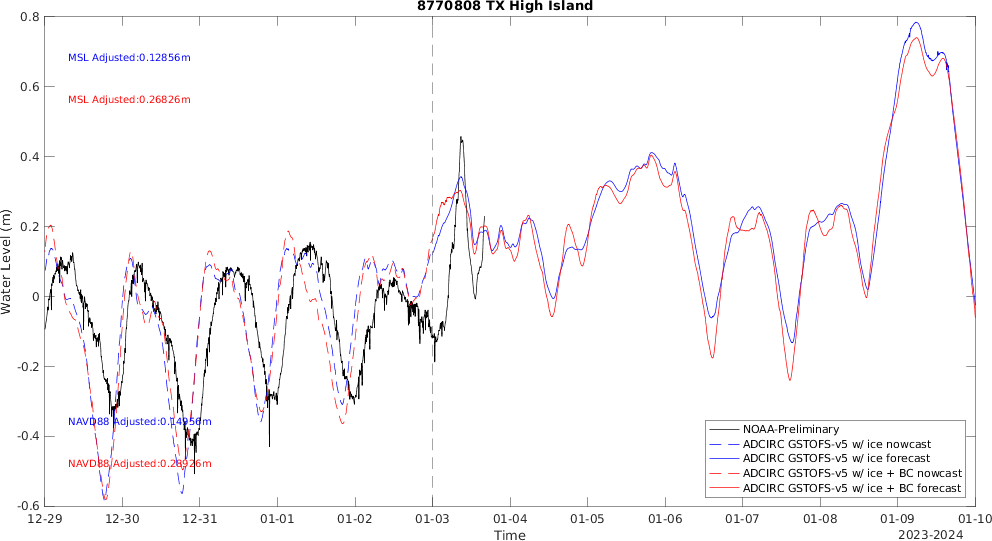 8770808 TX High Island
0.8
MSL Adjusted:0.12856m
0.6
MSL Adjusted:0.26826m
0.4
0.2
Water Level (m)
0
-0.2
-0.4
NAVD88 Adjusted:0.14956m
NAVD88 Adjusted:0.28926m
-0.6
NOAA-Preliminary
ADCIRC GSTOFS-v5 w/ ice nowcast
ADCIRC GSTOFS-v5 w/ ice forecast
ADCIRC GSTOFS-v5 w/ ice + BC nowcast
ADCIRC GSTOFS-v5 w/ ice + BC forecast
12-29 12-30 12-31 01-01 01-02 01-03 01-04 01-05 01-06 01-07 01-08 01-09 01-10
Time
2023-2024